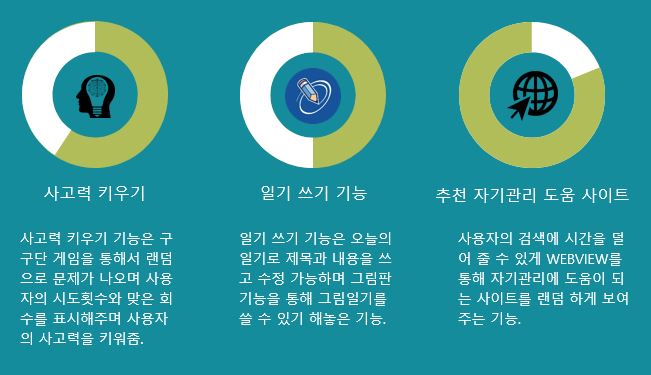 사고력 키우기
일기 쓰기 기능
추천 자기관리 도움 사이트
사고력 키우기 기능은 구
구단 게임을 통해서 랜덤
으로 문제가 나오며 사용
자의 시도횟수와 맞은 회
수를 표시해주며 사용자
의 사고력을 키워줌.
일기 쓰기 기능은 오늘의
일기로 제목과 내용을 쓰
고 수정 가능하며 그림판
기능을 통해 그림일기를
쓸 수 있기 해놓은 기능.
사용자의 검색에 시간을 덜
어 줄 수 있게 WEBVIEW를
통해 자기관리에 도움이 되
는 사이트를 랜덤 하게 보여
주는 기능.